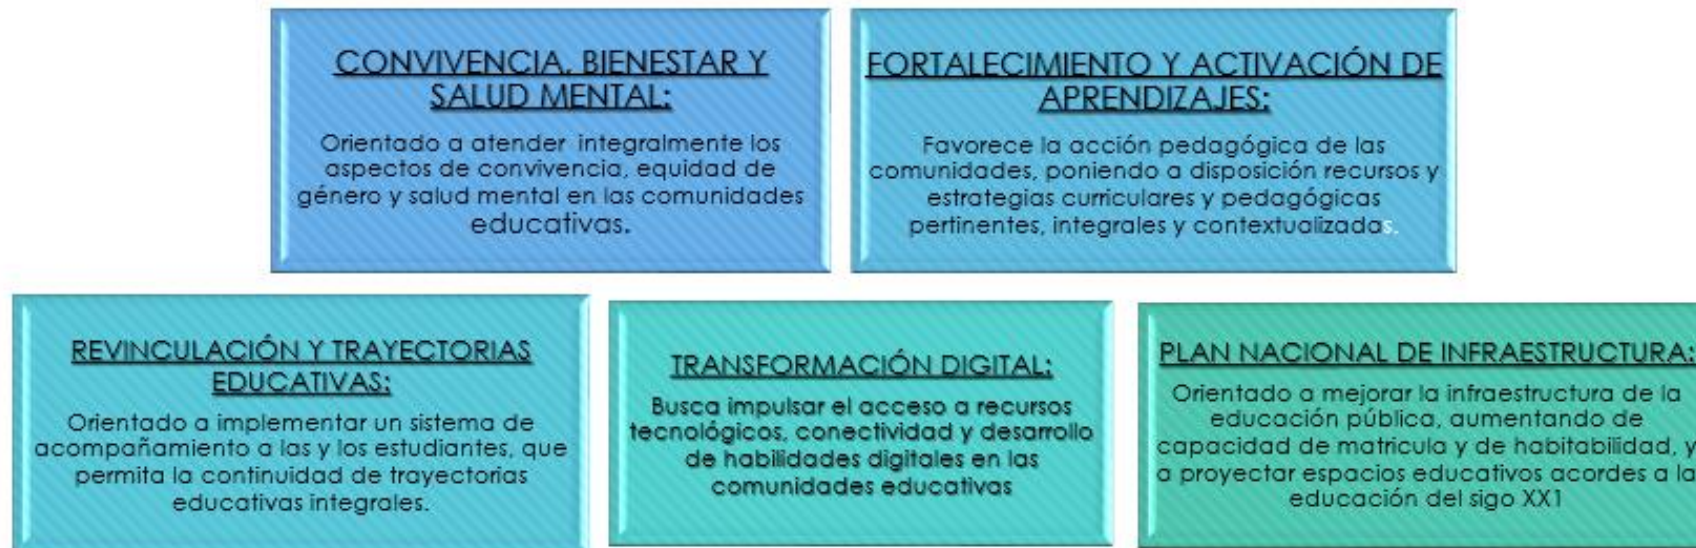 CONVIVENCIA, BIENESTAR Y
SALUD MENTAL:
Orientado a atender integralmente los
aspectos de convivencia, equidad de
género y salud mental en las comunidades
educativas.
FORTALECIMIENTO Y ACTIVACIÓN DE
APRENDIZAJES:
Favorece la acción pedagógica de las
comunidades, poniendo a disposición recursos y
estrategias curriculares y pedagógicas
pertinentes, integrales y contextualizadas.
REVINCULACIÓN Y TRAYECTORIAS
EDUCATIVAS:
Orientado a implementar un sistema de
acompañamiento a las y los estudiantes, que
permita la continuidad de trayectorias
educativas integrales.
TRANSFORMACIÓN DIGITAL:
Busca impulsar el acceso a recursos
tecnológicos, conectividad y desarrollo
de habilidades digitales en las
comunidades educativas
PLAN NACIONAL DE INFRAESTRUCTURA:
Orientado a mejorar la infraestructura de la
educación pública, aumentando de
capacidad de matricula y de habitabilidad, y
a proyectar espacios educativos acordes a la
educación del sigo XX1